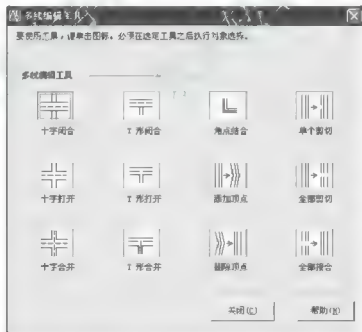 多线编辑工具
要使用工具，请单击图标。必须在选定工具之后执行对象选择。
多线编辑工具
十字闭合 T 形闭合 角点结合 单个剪切
十字打开 T 形打开 添加顶点 全部剪切
十字合并 T 形合并 删除顶点 全部接合
关闭(C) 帮助(H)